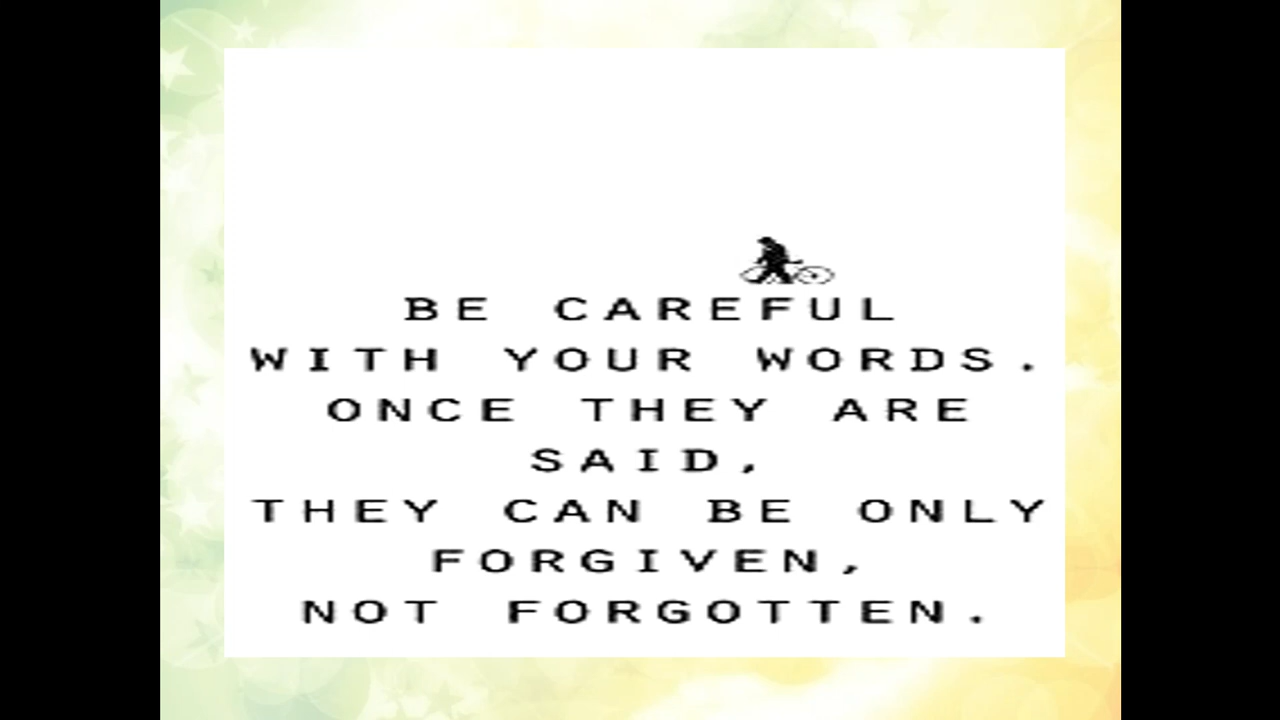 BE CAREFUL
WITH YOUR WORDS.
ONCE THEY ARE
SAID,
THEY CAN BE ONLY
FORGIVEN,
NOT FORGOTTEN.